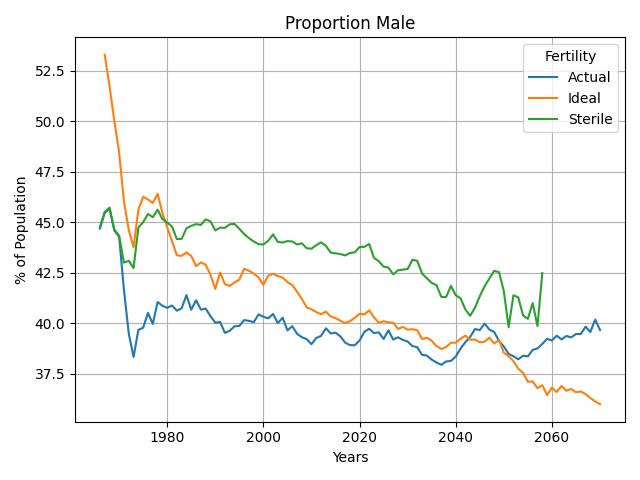 Proportion Male
% of Population
52.5
50.0
47.5
45.0
42.5
40.0
37.5
Fertility
Actual
Ideal
Sterile
1980
2000
2020
2040
2060
Years